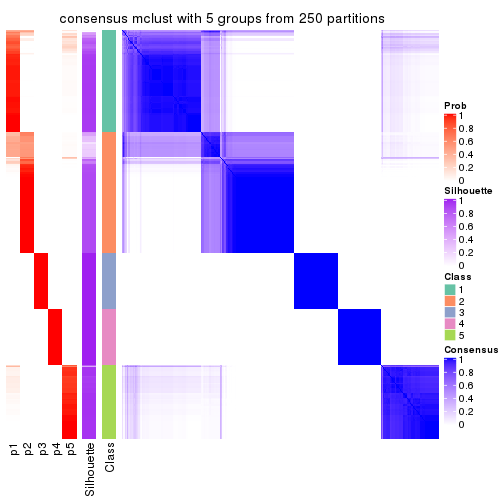 consensus mclust with 5 groups from 250 partitions
p1
p2
p3
p4
p5
Silhouette
Class
Prob
1
0.8
0.6
0.4
0.2
0
Silhouette
1
0.8
0.6
0.4
0.2
0
Class
1
2
3
4
5
Consensus
1
0.8
0.6
0.4
0.2
0